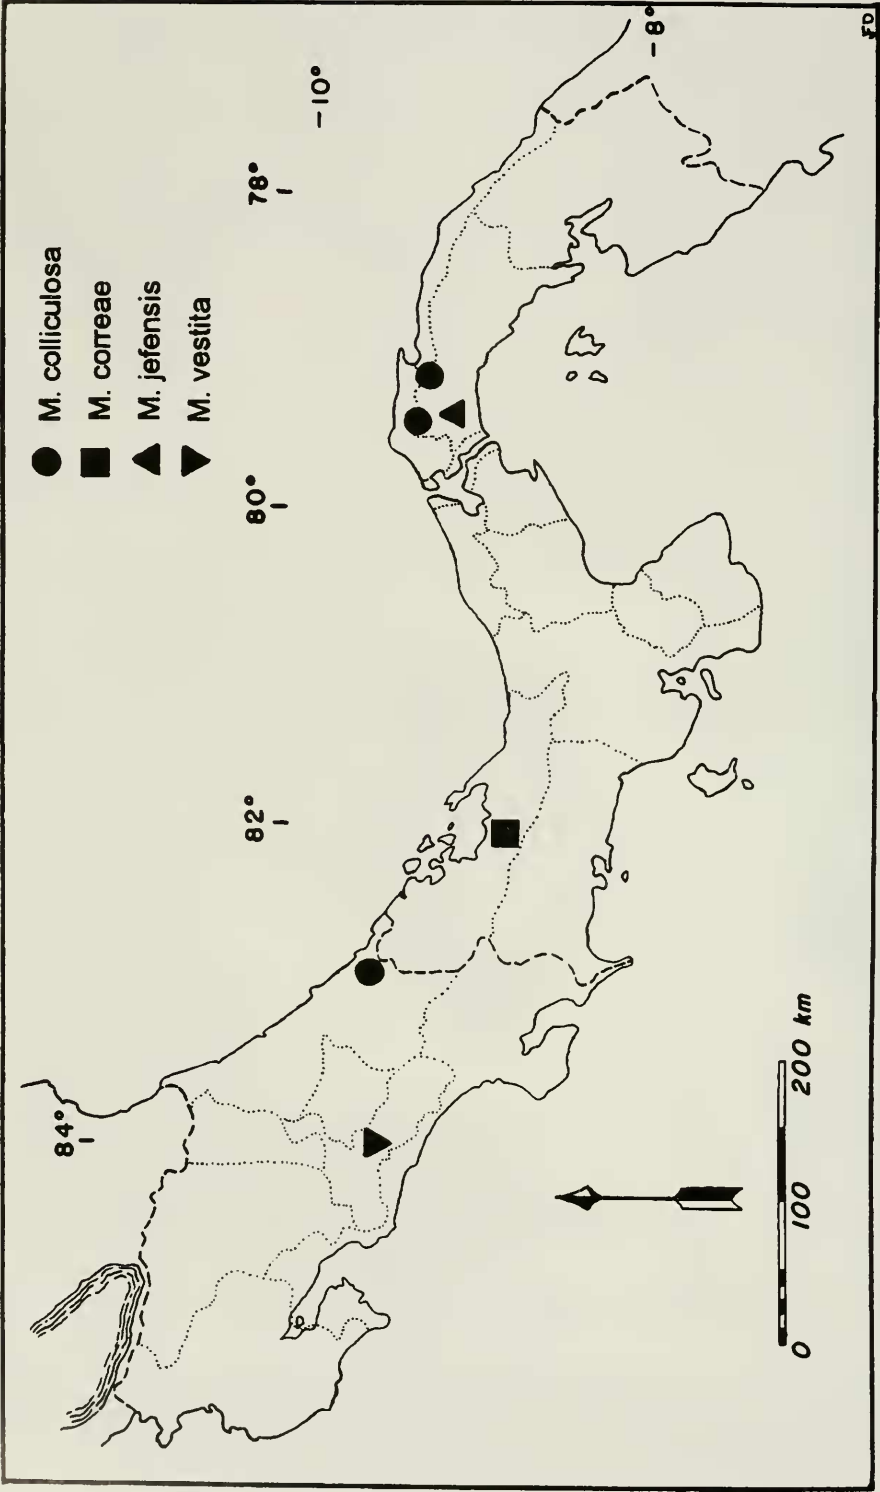 M. colliculosa
M. correae
M. jefensis
M. vestita
84°
82°
80°
78°
-10°
-8°
0 100 200 km